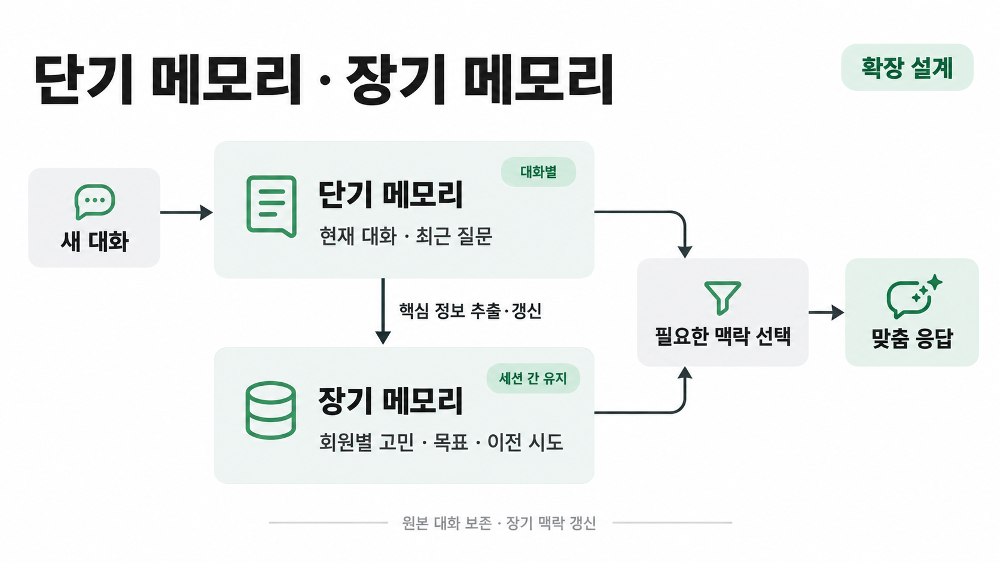 단기 메모리 · 장기 메모리
확장 설계
새 대화
대화별
단기 메모리
현재 대화 · 최근 질문
핵심 정보 추출·갱신
세션 간 유지
장기 메모리
회원별 고민 · 목표 · 이전 시도
필요한 맥락 선택
맞춤 응답
원본 대화 보존 · 장기 맥락 갱신